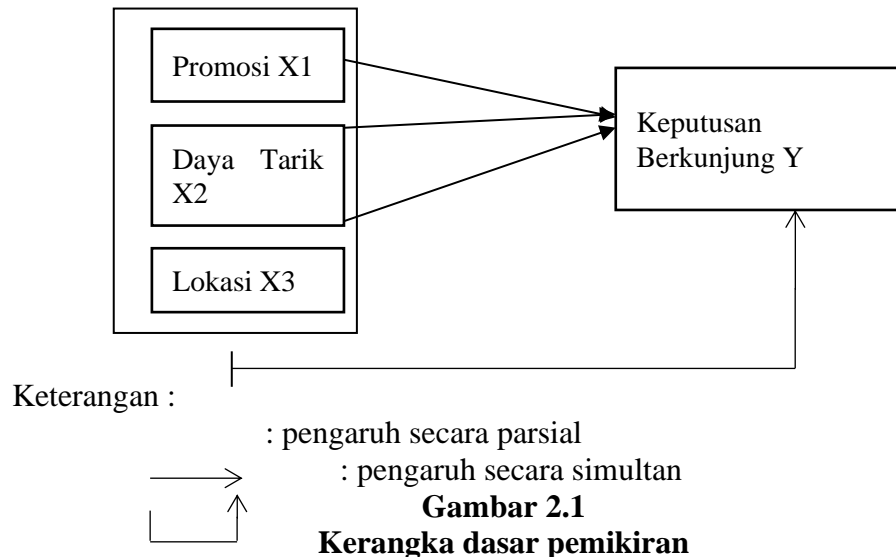 Promosi X1
Daya Tarik
X2
Lokasi X3
Keputusan
Berkunjung Y
Keterangan :
: pengaruh secara parsial
: pengaruh secara simultan
Gambar 2.1
Kerangka dasar pemikiran